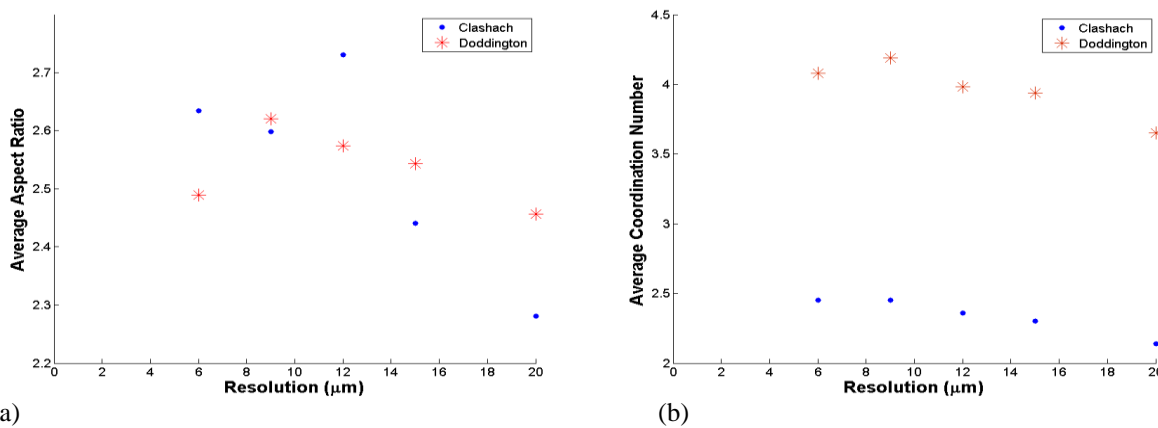 Clashach
Doddington
2.7
2.6
2.5
2.4
2.3
2.2
Average Aspect Ratio
0 2 4 6 8 10 12 14 16 18 20
Resolution (μm)
a)
Clashach
Doddington
4.5
4
3.5
3
2.5
2
Average Coordination Number
0 2 4 6 8 10 12 14 16 18 20
Resolution (μm)
(b)